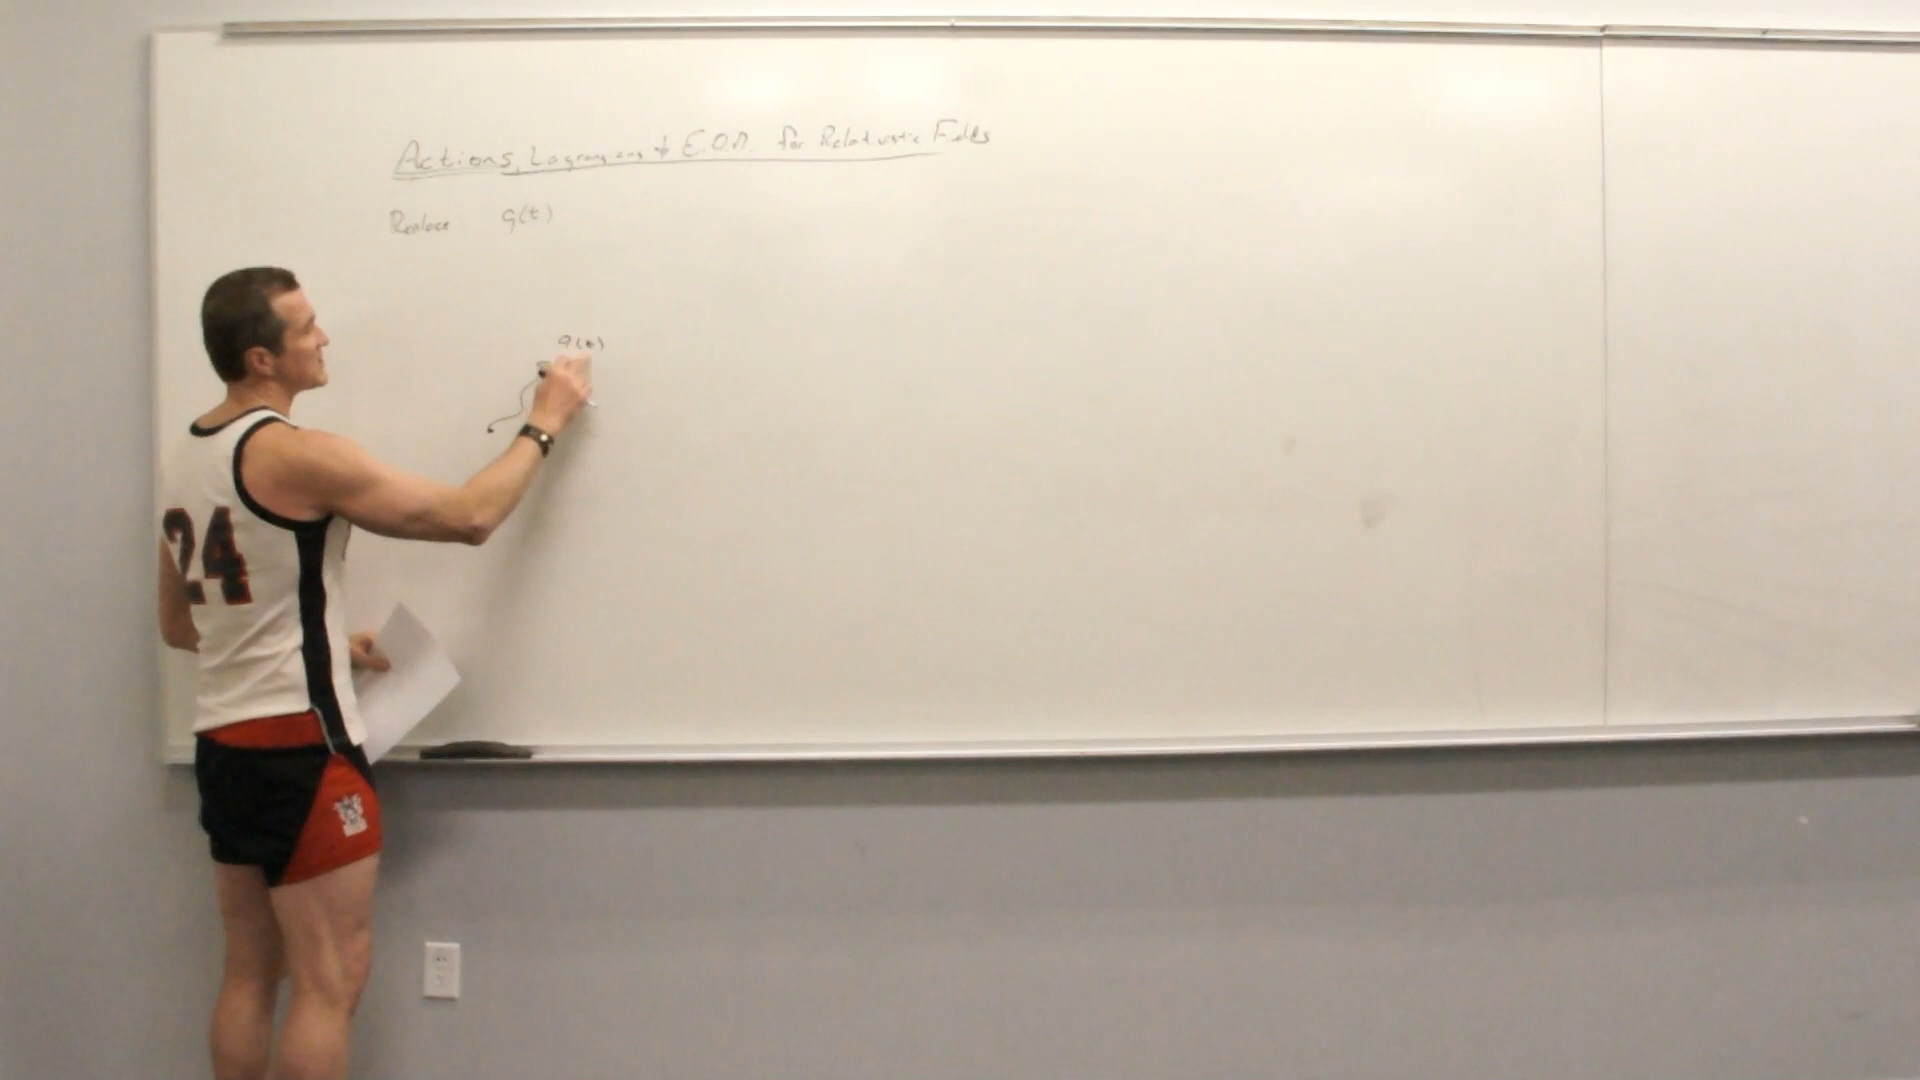 Actions, Lagrangians & E.O.M. for Relativistic Fields
Replace q(t)
q(t)
24